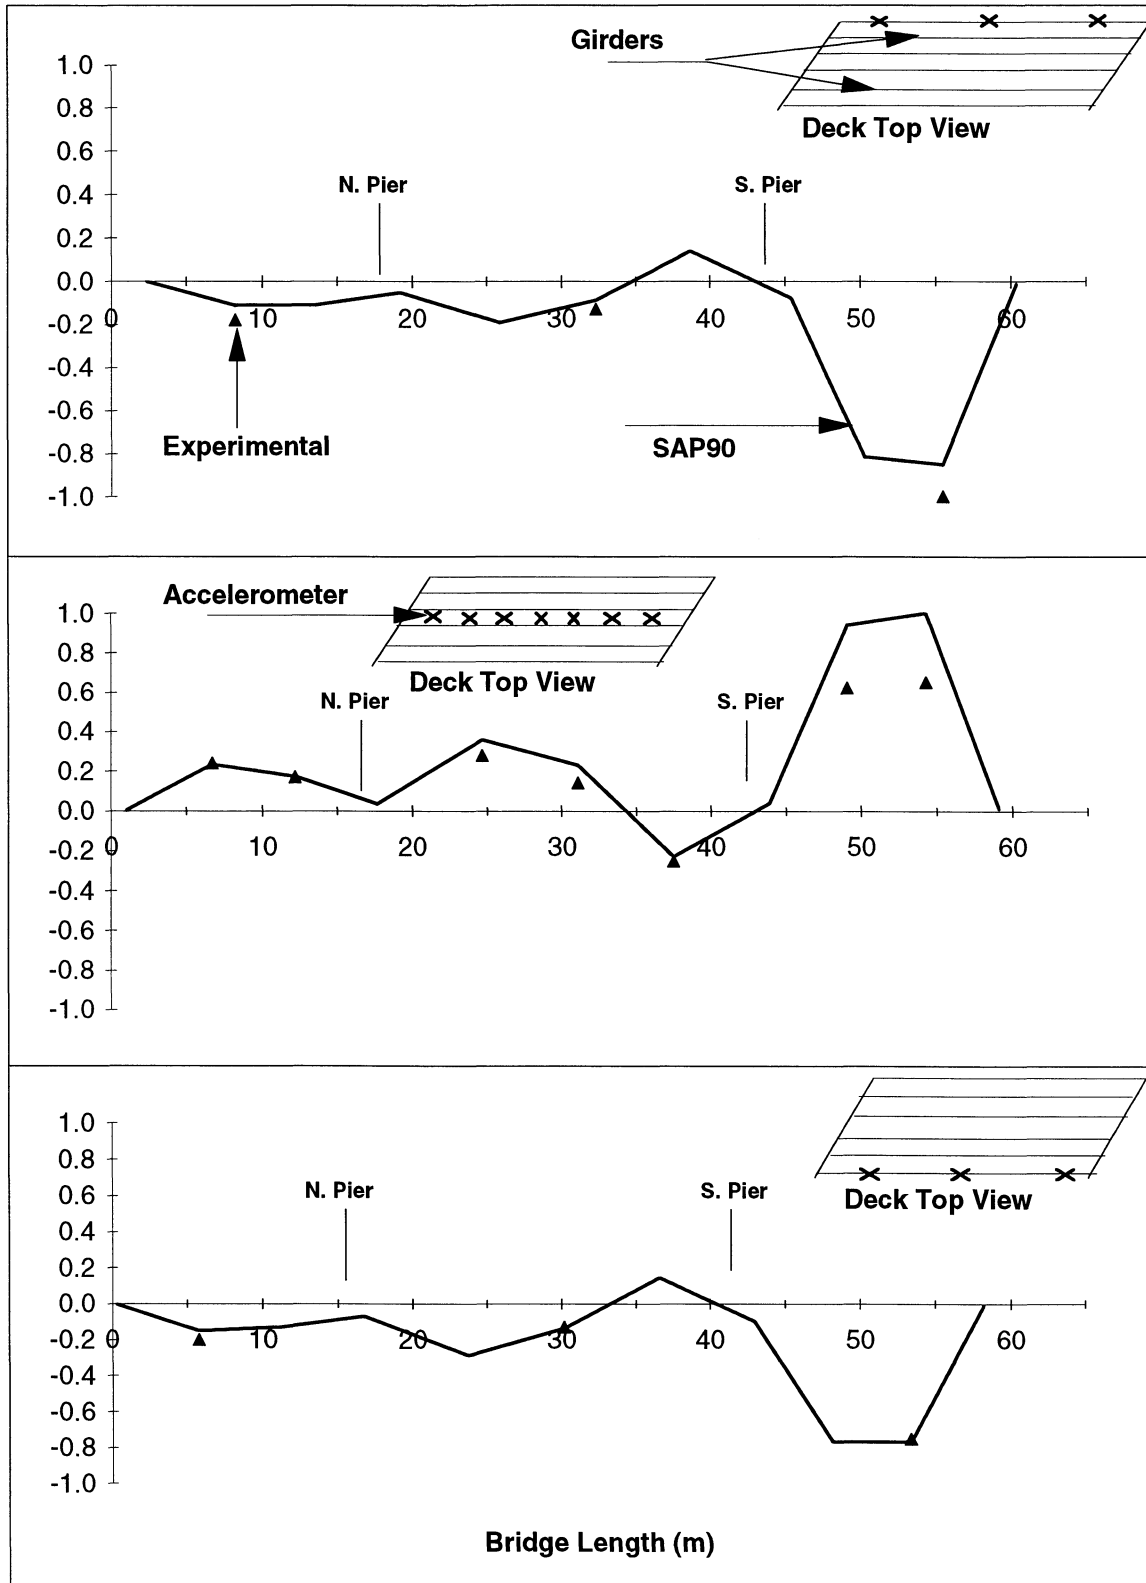 Girders
1.0
0.8
Deck Top View
0.6
0.4
N. Pier
S. Pier
0.2
0.0
0 10 20 30 40 50 60
-0.2
-0.4
-0.6
Experimental
SAP90
-0.8
-1.0
Accelerometer
1.0
0.8
Deck Top View
0.6
N. Pier
S. Pier
0.4
0.2
0.0
0 10 20 30 40 50 60
-0.2
-0.4
-0.6
-0.8
-1.0
1.0
0.8
0.6
N. Pier
S. Pier
Deck Top View
0.4
0.2
0.0
0 10 20 30 40 50 60
-0.2
-0.4
-0.6
-0.8
-1.0
Bridge Length (m)